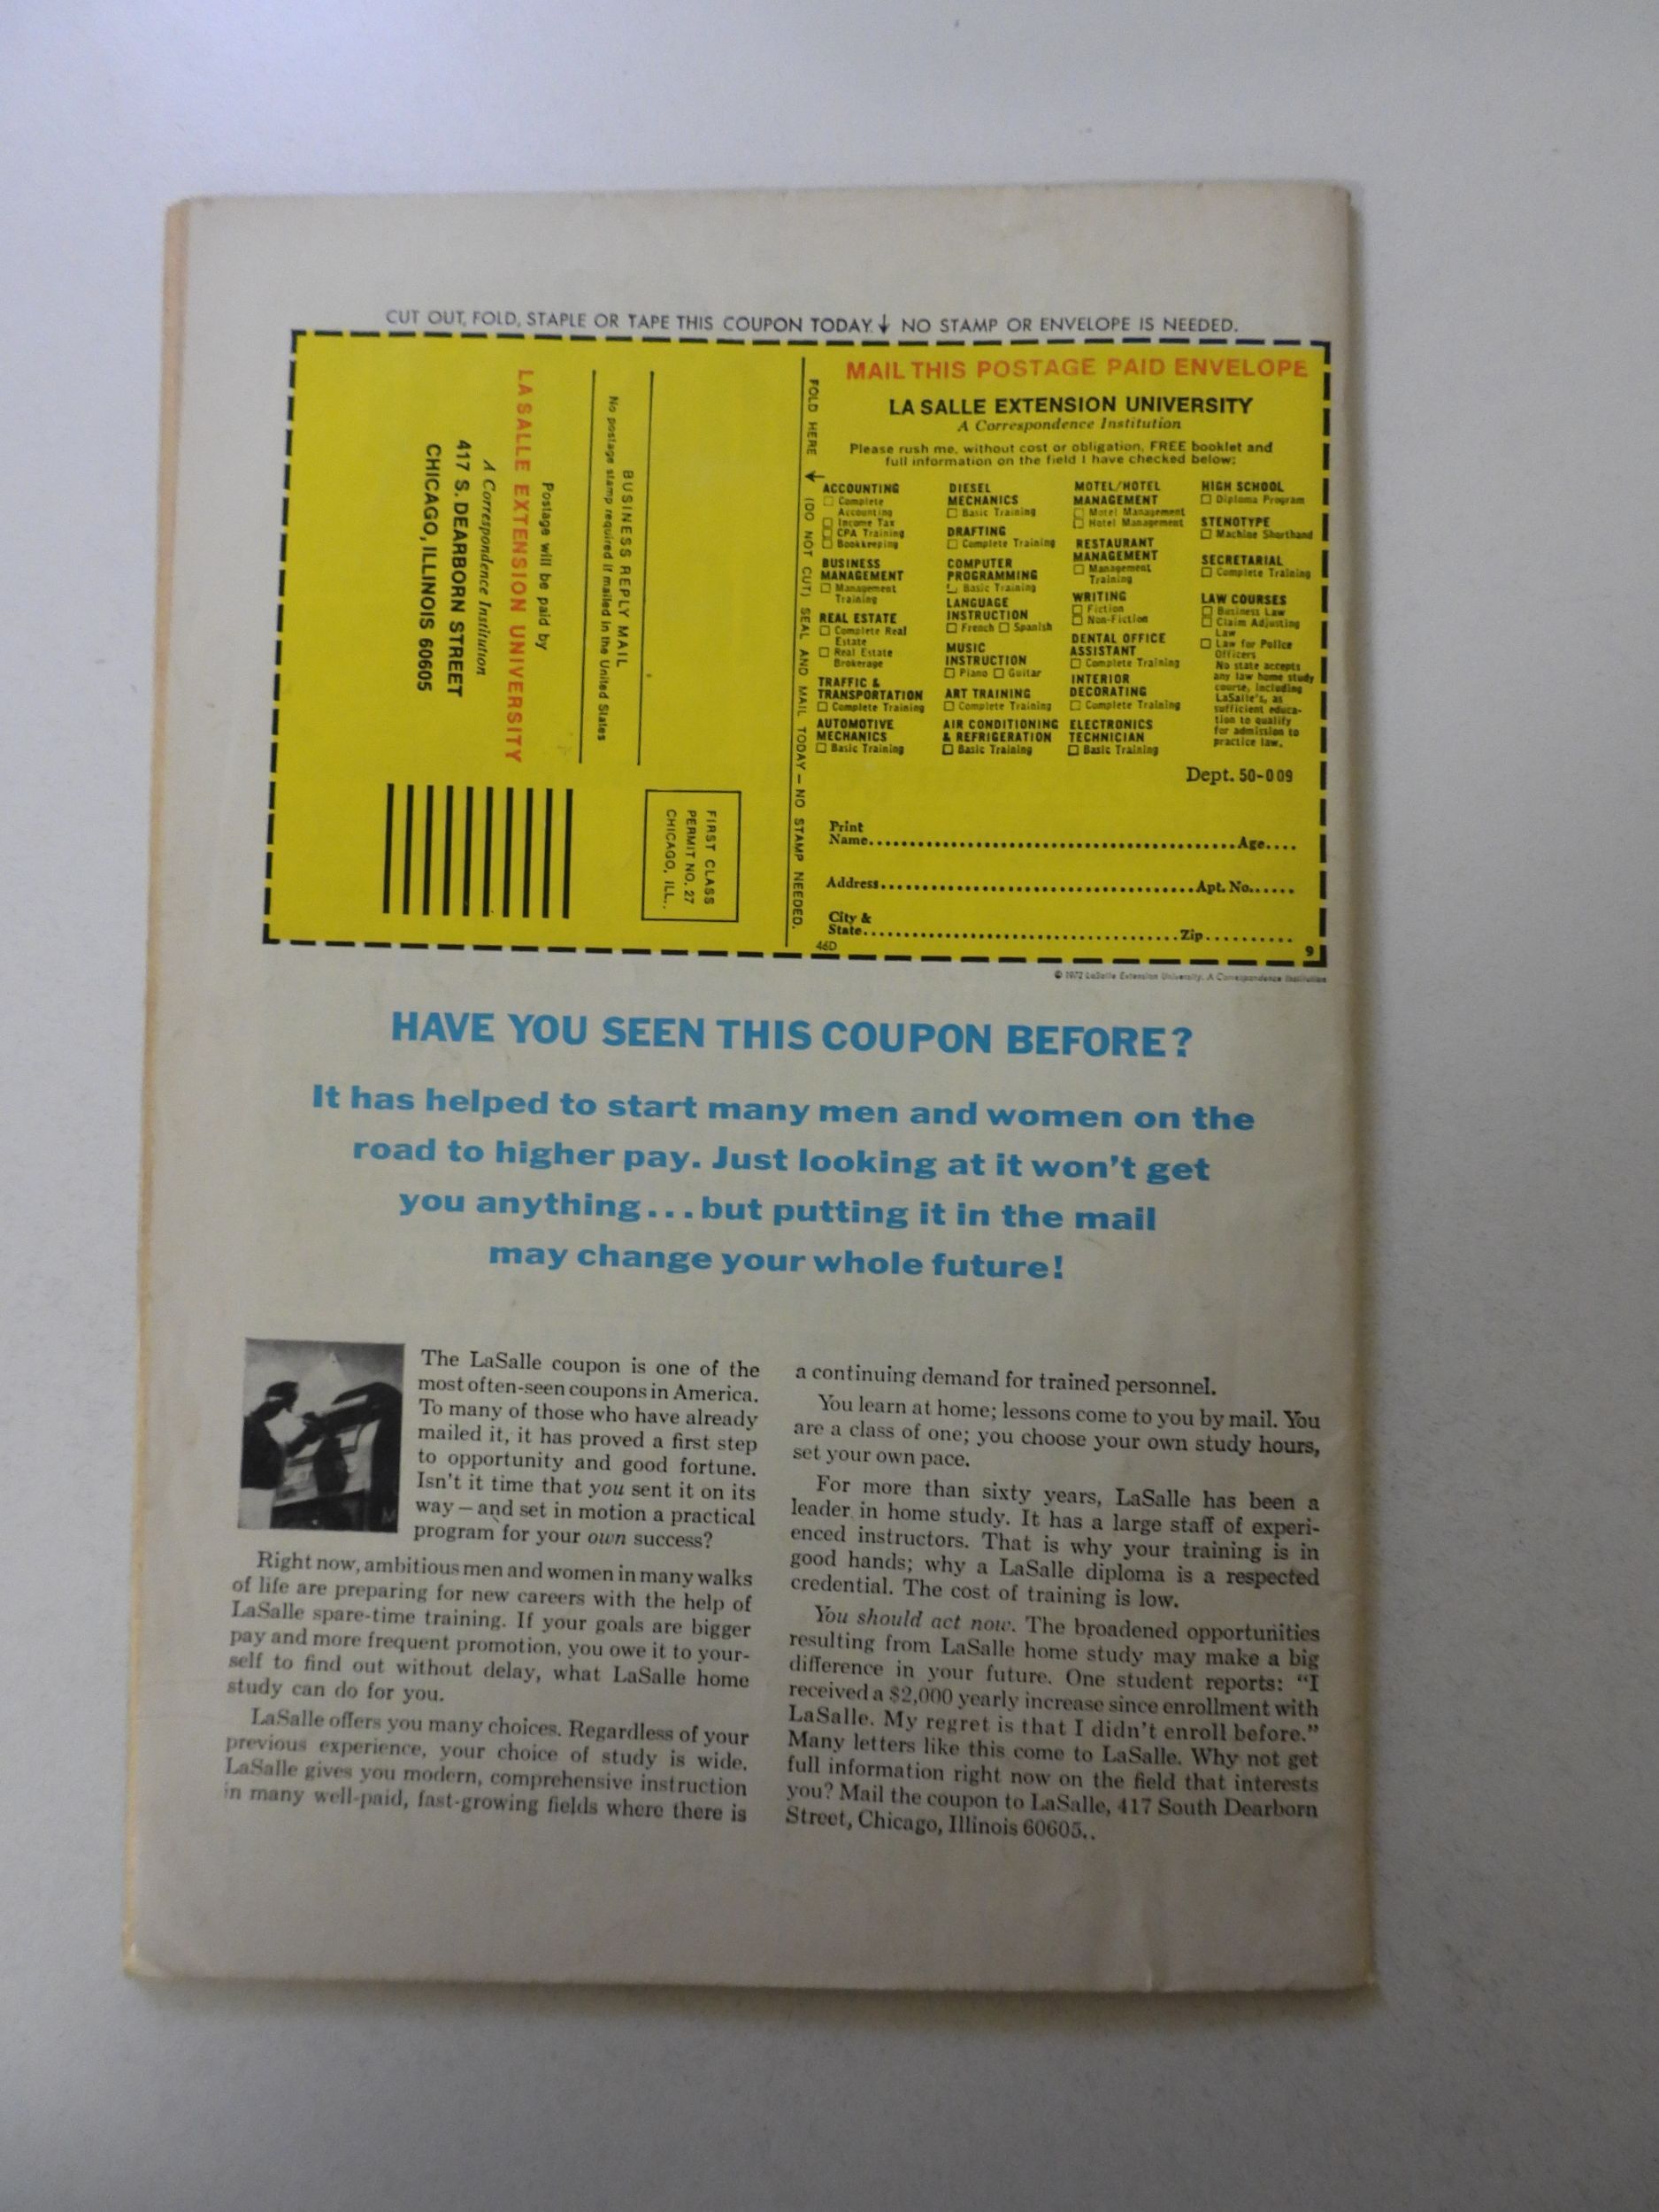 CUT OUT, FOLD, STAPLE OR TAPE THIS COUPON TODAY. ↓ NO STAMP OR ENVELOPE IS NEEDED.
LA SALLE EXTENSION UNIVERSITY
A Correspondence Institution
417 S. DEARBORN STREET
CHICAGO, ILLINOIS 60605
Postage will be paid by
No postage stamp required if mailed in the United States
BUSINESS REPLY MAIL
FIRST CLASS
PERMIT NO. 27
CHICAGO, ILL..
FOLD HERE ↓ (DO NOT CUT) SEAL AND MAIL TODAY — NO STAMP NEEDED.
MAIL THIS POSTAGE PAID ENVELOPE
LA SALLE EXTENSION UNIVERSITY
A Correspondence Institution
Please rush me, without cost or obligation, FREE booklet and
full information on the field I have checked below:
ACCOUNTING
☐ Complete
Accounting
☐ Income Tax
☐ CPA Training
☐ Bookkeeping
BUSINESS
MANAGEMENT
☐ Management
Training
REAL ESTATE
☐ Complete Real
Estate
☐ Real Estate
Brokerage
TRAFFIC &
TRANSPORTATION
☐ Complete Training
AUTOMOTIVE
MECHANICS
☐ Basic Training
DIESEL
MECHANICS
☐ Basic Training
DRAFTING
☐ Complete Training
COMPUTER
PROGRAMMING
☐ Basic Training
LANGUAGE
INSTRUCTION
☐ French ☐ Spanish
MUSIC
INSTRUCTION
☐ Piano ☐ Guitar
ART TRAINING
☐ Complete Training
AIR CONDITIONING
& REFRIGERATION
☐ Basic Training
MOTEL/HOTEL
MANAGEMENT
☐ Motel Management
☐ Hotel Management
RESTAURANT
MANAGEMENT
☐ Management
Training
WRITING
☐ Fiction
☐ Non-Fiction
DENTAL OFFICE
ASSISTANT
☐ Complete Training
INTERIOR
DECORATING
☐ Complete Training
ELECTRONICS
TECHNICIAN
☐ Basic Training
HIGH SCHOOL
☐ Diploma Program
STENOTYPE
☐ Machine Shorthand
SECRETARIAL
☐ Complete Training
LAW COURSES
☐ Business Law
☐ Claim Adjusting
Law
☐ Law for Police
Officers
No state accepts
any law home study
course, including
LaSalle's, as
sufficient educa-
tion to qualify
for admission to
practice law.
Dept. 50-009
Print
Name..........Age....
Address..........Apt. No......
City &
State..........Zip..........
46D
9
© 1972 LaSalle Extension University, A Correspondence Institution
HAVE YOU SEEN THIS COUPON BEFORE?
It has helped to start many men and women on the
road to higher pay. Just looking at it won't get
you anything...but putting it in the mail
may change your whole future!
The LaSalle coupon is one of the
most often-seen coupons in America.
To many of those who have already
mailed it, it has proved a first step
to opportunity and good fortune.
Isn't it time that you sent it on its
way — and set in motion a practical
program for your own success?
Right now, ambitious men and women in many walks
of life are preparing for new careers with the help of
LaSalle spare-time training. If your goals are bigger
pay and more frequent promotion, you owe it to your-
self to find out without delay, what LaSalle home
study can do for you.
LaSalle offers you many choices. Regardless of your
previous experience, your choice of study is wide.
LaSalle gives you modern, comprehensive instruction
in many well-paid, fast-growing fields where there is
a continuing demand for trained personnel.
You learn at home; lessons come to you by mail. You
are a class of one; you choose your own study hours,
set your own pace.
For more than sixty years, LaSalle has been a
leader in home study. It has a large staff of experi-
enced instructors. That is why your training is in
good hands; why a LaSalle diploma is a respected
credential. The cost of training is low.
You should act now. The broadened opportunities
resulting from LaSalle home study may make a big
difference in your future. One student reports: "I
received a $2,000 yearly increase since enrollment with
LaSalle. My regret is that I didn't enroll before."
Many letters like this come to LaSalle. Why not get
full information right now on the field that interests
you? Mail the coupon to LaSalle, 417 South Dearborn
Street, Chicago, Illinois 60605..